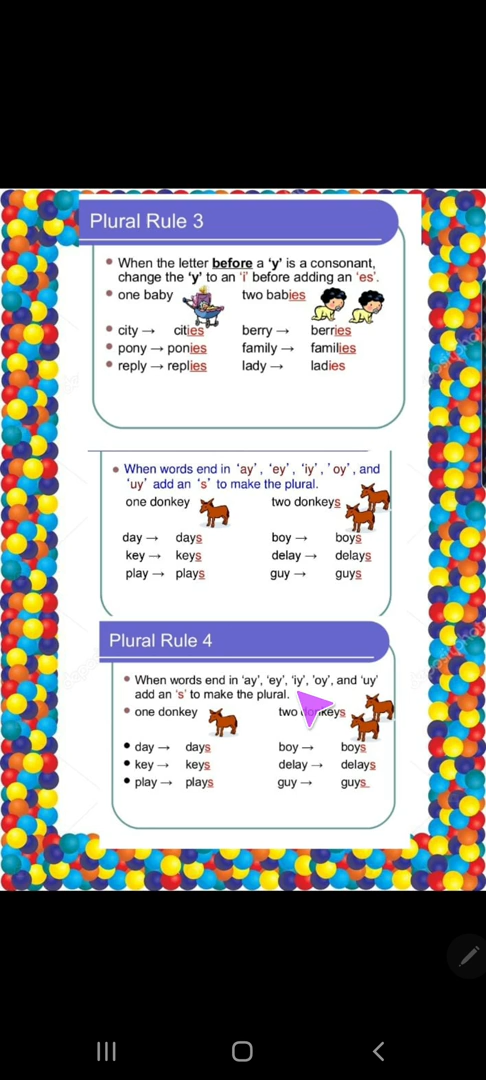 Plural Rule 3
When the letter before a ‘y’ is a consonant,
change the ‘y’ to an ‘i’ before adding an ‘es’.
one baby two babies
city → cities berry → berries
pony → ponies family → families
reply → replies lady → ladies
When words end in ‘ay’, ‘ey’, ‘iy’, ’oy’, and
‘uy’ add an ‘s’ to make the plural.
one donkey two donkeys
day → days boy → boys
key → keys delay → delays
play → plays guy → guys
Plural Rule 4
When words end in ‘ay’, ‘ey’, ‘iy’, ’oy’, and ‘uy’
add an ‘s’ to make the plural.
one donkey two donkeys
day → days boy → boys
key → keys delay → delays
play → plays guy → guys